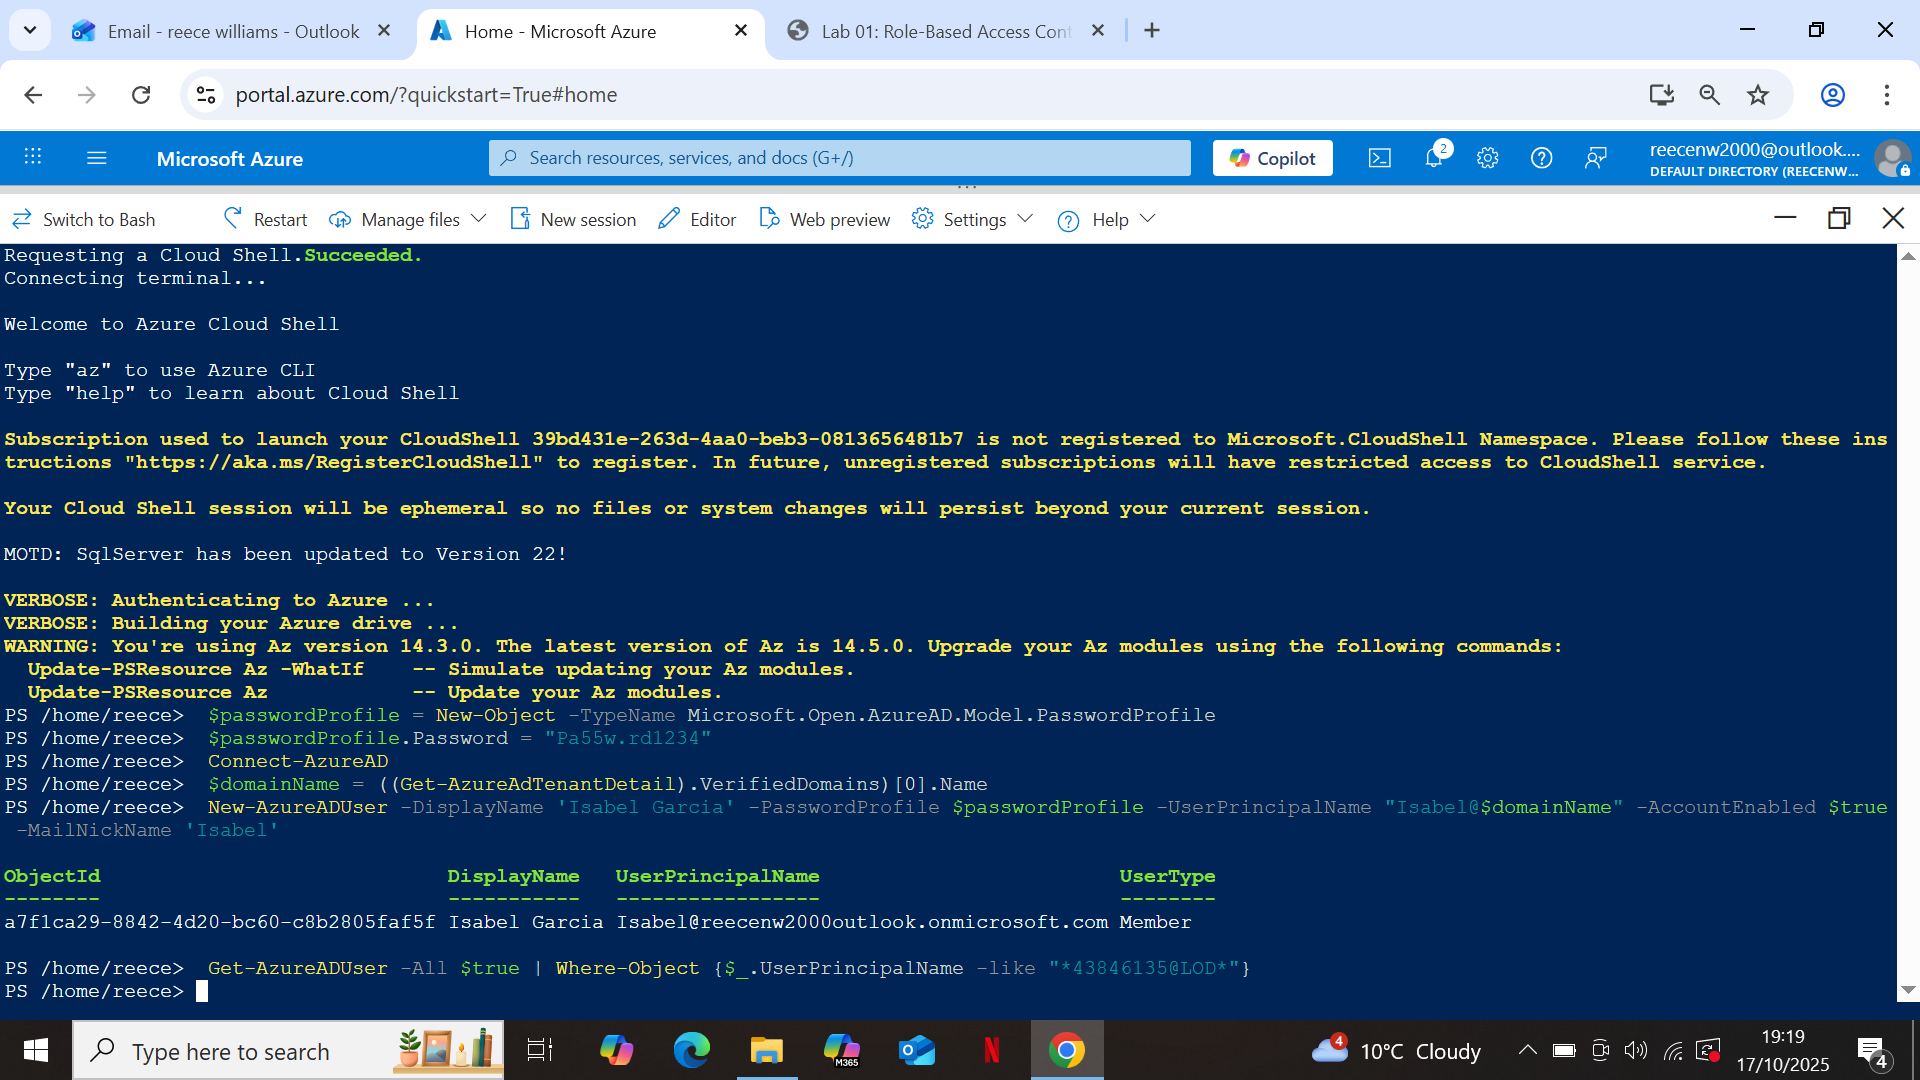 Email - reece williams - Outlook
Home - Microsoft Azure
Lab 01: Role-Based Access Cont
portal.azure.com/?quickstart=True#home
Microsoft Azure
Search resources, services, and docs (G+/)
Copilot
2
reecenw2000@outlook....
DEFAULT DIRECTORY (REECENW...
Switch to Bash
Restart
Manage files
New session
Editor
Web preview
Settings
Help
Requesting a Cloud Shell.Succeeded.
Connecting terminal...
Welcome to Azure Cloud Shell
Type "az" to use Azure CLI
Type "help" to learn about Cloud Shell
Subscription used to launch your CloudShell 39bd431e-263d-4aa0-beb3-0813656481b7 is not registered to Microsoft.CloudShell Namespace. Please follow these ins
tructions "https://aka.ms/RegisterCloudShell" to register. In future, unregistered subscriptions will have restricted access to CloudShell service.
Your Cloud Shell session will be ephemeral so no files or system changes will persist beyond your current session.
MOTD: SqlServer has been updated to Version 22!
VERBOSE: Authenticating to Azure ...
VERBOSE: Building your Azure drive ...
WARNING: You're using Az version 14.3.0. The latest version of Az is 14.5.0. Upgrade your Az modules using the following commands:
Update-PSResource Az -WhatIf    -- Simulate updating your Az modules.
Update-PSResource Az            -- Update your Az modules.
PS /home/reece>  $passwordProfile = New-Object -TypeName Microsoft.Open.AzureAD.Model.PasswordProfile
PS /home/reece>  $passwordProfile.Password = "Pa55w.rd1234"
PS /home/reece>  Connect-AzureAD
PS /home/reece>  $domainName = ((Get-AzureAdTenantDetail).VerifiedDomains)[0].Name
PS /home/reece>  New-AzureADUser -DisplayName 'Isabel Garcia' -PasswordProfile $passwordProfile -UserPrincipalName "Isabel@$domainName" -AccountEnabled $true
-MailNickName 'Isabel'
ObjectId                             DisplayName   UserPrincipalName                         UserType
--------                             -----------   -----------------                         --------
a7f1ca29-8842-4d20-bc60-c8b2805faf5f Isabel Garcia Isabel@reecenw2000outlook.onmicrosoft.com Member
PS /home/reece>  Get-AzureADUser -All $true | Where-Object {$_.UserPrincipalName -like "*43846135@LOD*"}
PS /home/reece>
Type here to search
M365
N
4
10°C Cloudy
19:19
17/10/2025
4